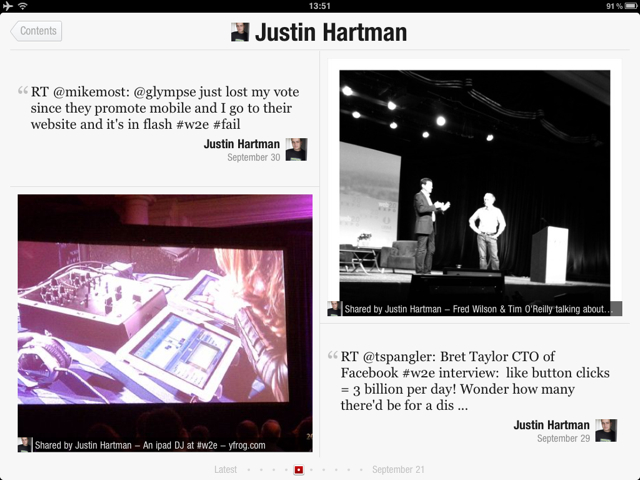 13:51
91 %
Contents
Justin Hartman
“ RT @mikemost: @glympse just lost my vote
since they promote mobile and I go to their
website and it's in flash #w2e #fail
Justin Hartman
September 30
Shared by Justin Hartman – Fred Wilson & Tim O'Reilly talking about…
Shared by Justin Hartman – An ipad DJ at #w2e – yfrog.com
“ RT @tspangler: Bret Taylor CTO of
Facebook #w2e interview: like button clicks
= 3 billion per day! Wonder how many
there'd be for a dis ...
Justin Hartman
September 29
Latest
September 21